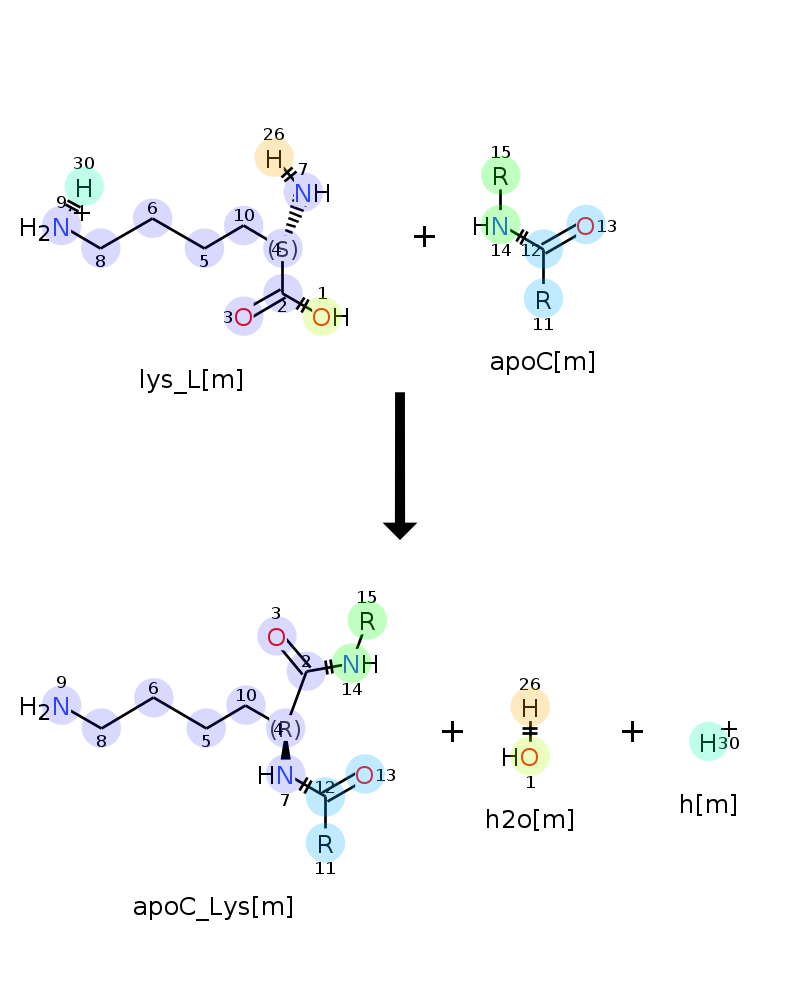 26
H
30
H
7
NH
15
R
9
+
H2N
6
10
(S)
4
8
5
1
OH
2
3
O
+
HN
14
12
O
13
R
11
lys_L[m]
apoC[m]
15
R
3
O
2
NH
14
9
H2N
6
10
(R)
4
8
5
HN
7
12
O
13
R
11
+
26
H
HO
1
+
H
+
30
h2o[m]
h[m]
apoC_Lys[m]